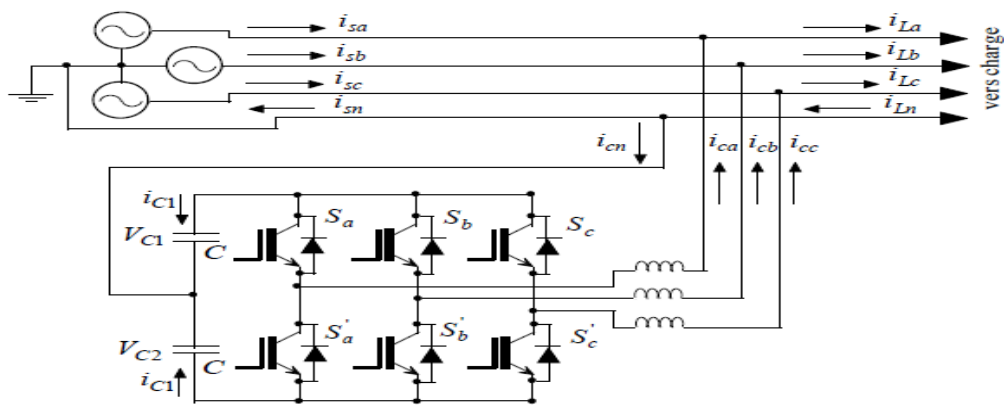 i_sa
i_La
i_sb
i_Lb
i_sc
i_Lc
i_sn
i_Ln
vers charge
i_cn
i_ca
i_cb
i_cc
i_C1
V_C1
C
S_a
S_b
S_c
V_C2
C
i_C1
S'_a
S'_b
S'_c